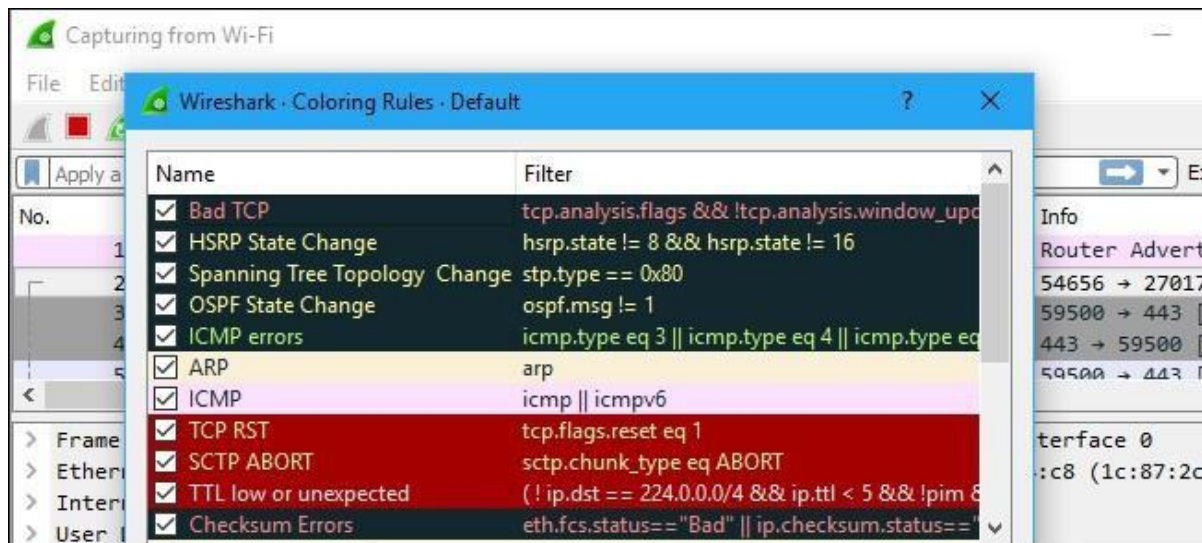 Capturing from Wi-Fi
File Edit
Wireshark · Coloring Rules · Default ? ×
Apply a
Name Filter
No. Info
Bad TCP tcp.analysis.flags && !tcp.analysis.window_upd
1 Router Advert
HSRP State Change hsrp.state != 8 && hsrp.state != 16
2 54656 → 27017
Spanning Tree Topology Change stp.type == 0x80
3 59500 → 443 [
OSPF State Change ospf.msg != 1
4 443 → 59500 [
ICMP errors icmp.type eq 3 || icmp.type eq 4 || icmp.type eq
5 59500 → 443 [
ARP arp
ICMP icmp || icmpv6
Frame terface 0
TCP RST tcp.flags.reset eq 1
Ether :c8 (1c:87:2c
SCTP ABORT sctp.chunk_type eq ABORT
Inter
TTL low or unexpected ( ! ip.dst == 224.0.0.0/4 && ip.ttl < 5 && !pim &
User
Checksum Errors eth.fcs.status=="Bad" || ip.checksum.status=="